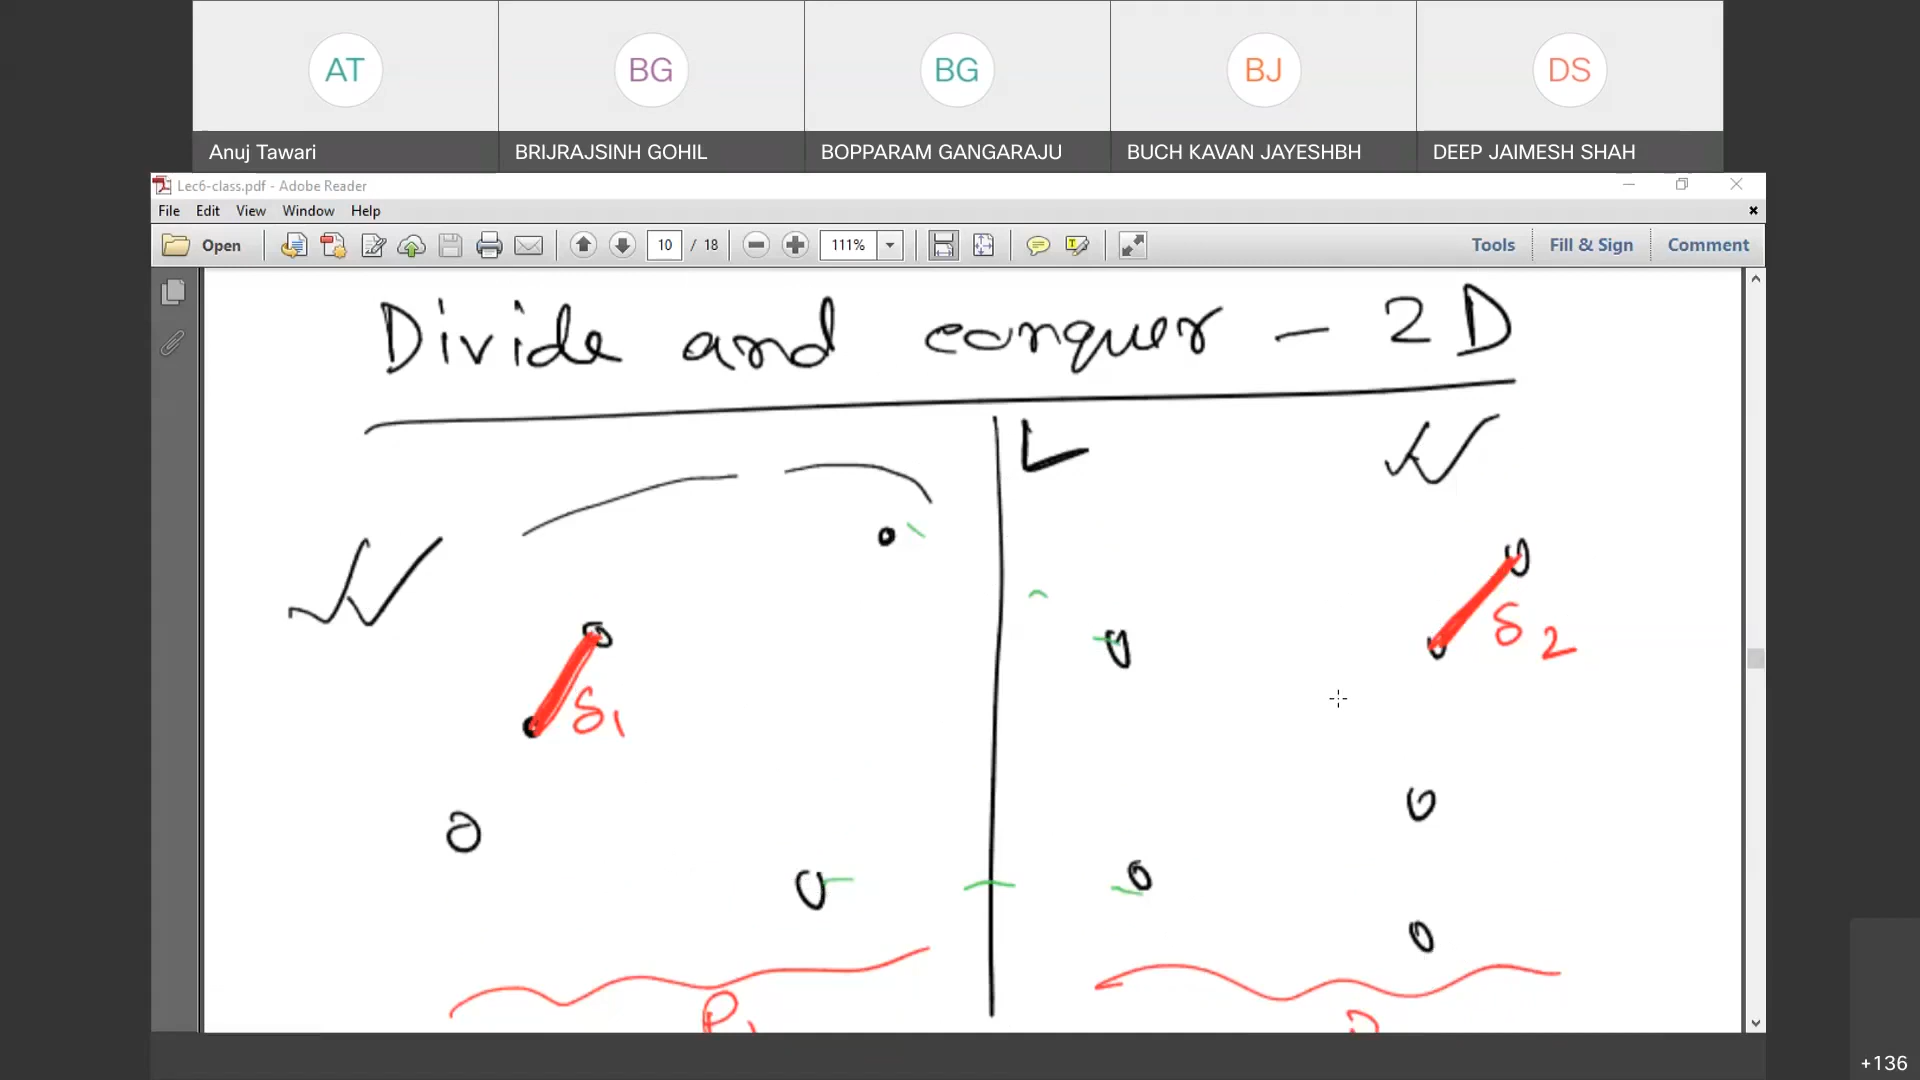 AT
BG
BG
BJ
DS
Anuj Tawari
BRIJRAJSINH GOHIL
BOPPARAM GANGARAJU
BUCH KAVAN JAYESHBH
DEEP JAIMESH SHAH
Lec6-class.pdf - Adobe Reader
File Edit View Window Help
Open 10 / 18 111% Tools Fill & Sign Comment
Divide and conquer - 2D
L
δ2
δ1
P1
+136